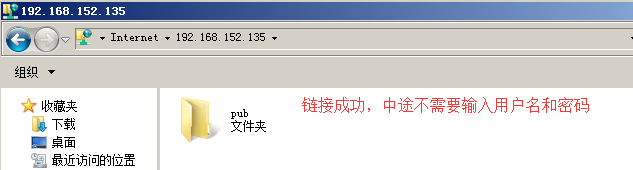 192.168.152.135
Internet 192.168.152.135
组织
收藏夹
下载
桌面
最近访问的位置
pub
文件夹
链接成功，中途不需要输入用户名和密码